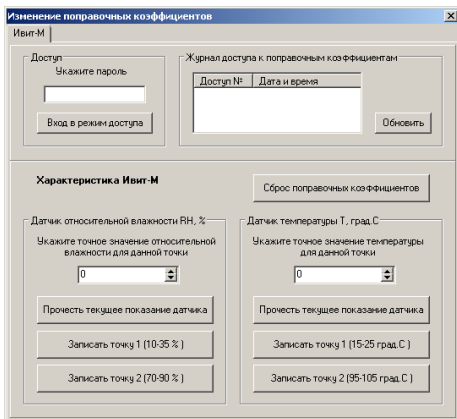 Изменение поправочных коэффициентов
Ивит-М
Доступ
Укажите пароль
Вход в режим доступа
Журнал доступа к поправочным коэффициентам
Доступ № Дата и время
Обновить
Характеристика Ивит-М
Сброс поправочных коэффициентов
Датчик относительной влажности RH, %
Укажите точное значение относительной
влажности для данной точки
0
Прочесть текущее показание датчика
Записать точку 1 (10-35 % )
Записать точку 2 (70-90 % )
Датчик температуры T, град.C
Укажите точное значение температуры
для данной точки
0
Прочесть текущее показание датчика
Записать точку 1 (15-25 град.C )
Записать точку 2 (95-105 град.C )